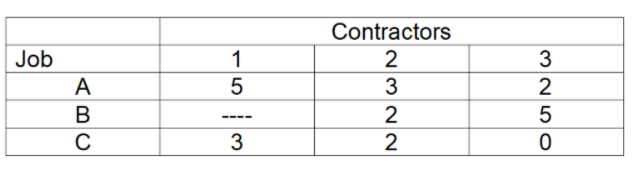 Contractors
Job 1 2 3
A 5 3 2
B ---- 2 5
C 3 2 0